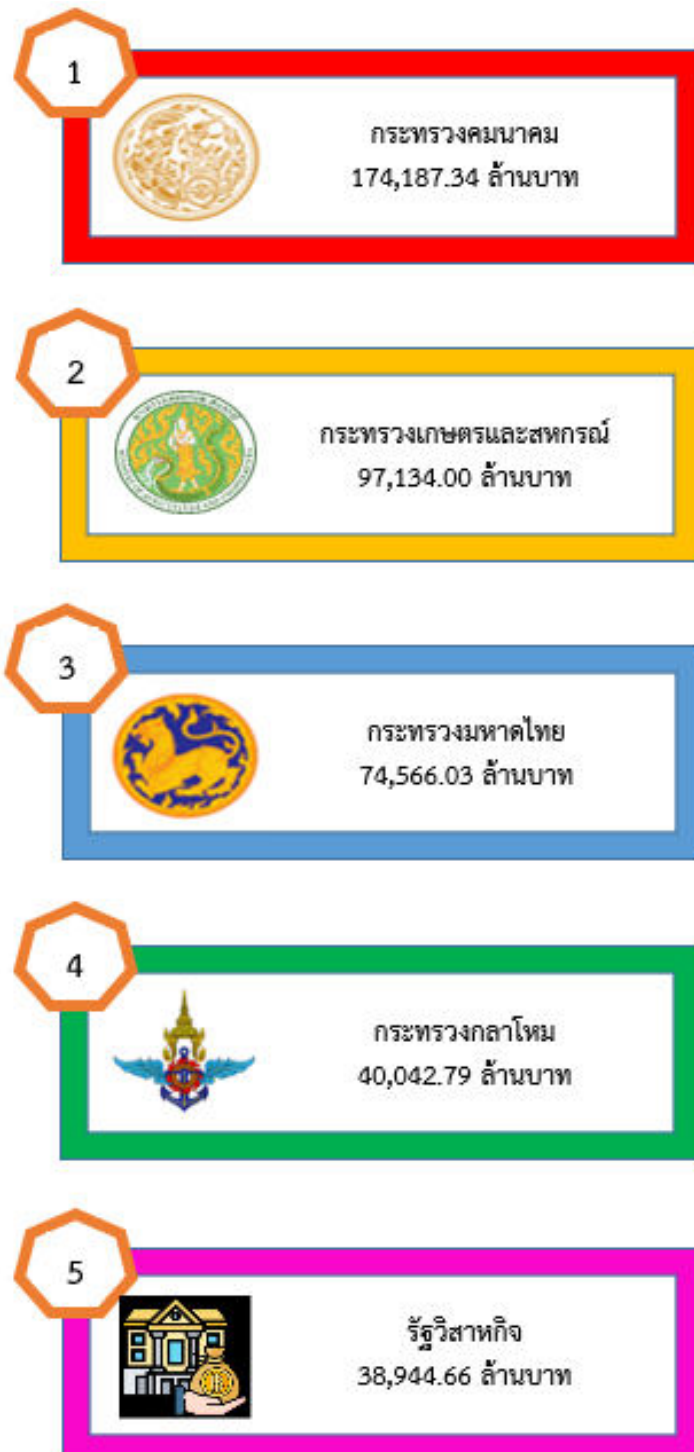 1
กระทรวงคมนาคม
174,187.34 ล้านบาท
2
กระทรวงเกษตรและสหกรณ์
97,134.00 ล้านบาท
3
กระทรวงมหาดไทย
74,566.03 ล้านบาท
4
กระทรวงกลาโหม
40,042.79 ล้านบาท
5
รัฐวิสาหกิจ
38,944.66 ล้านบาท